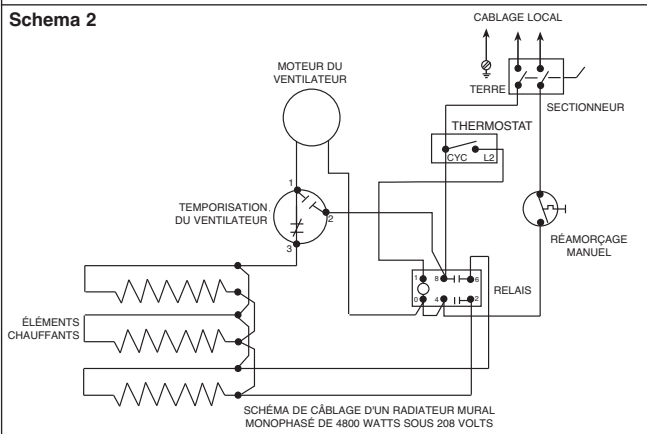 Schema 2
CABLAGE LOCAL
MOTEUR DU
VENTILATEUR
TERRE
SECTIONNEUR
THERMOSTAT
CYC L2
1
TEMPORISATION
DU VENTILATEUR
2
3
RÉAMORÇAGE
MANUEL
1 8 6
RELAIS
0 4 2
ÉLÉMENTS
CHAUFFANTS
SCHÉMA DE CÂBLAGE D'UN RADIATEUR MURAL
MONOPHASÉ DE 4800 WATTS SOUS 208 VOLTS